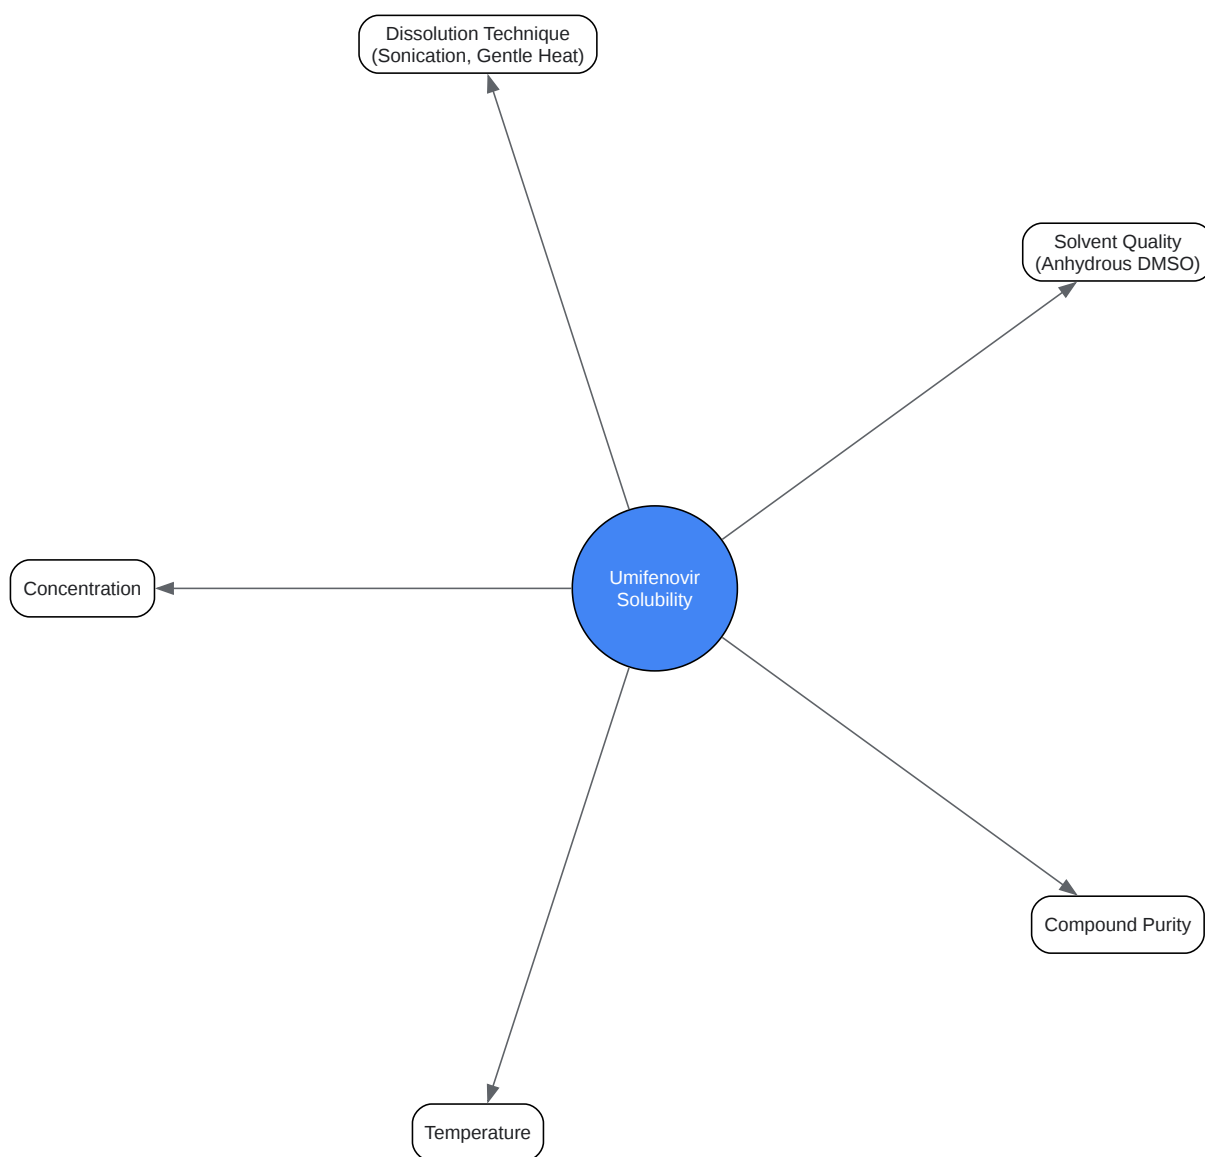 Dissolution Technique
(Sonication, Gentle Heat)
Solvent Quality
(Anhydrous DMSO)
Umifenovir
Solubility
Concentration
Compound Purity
Temperature